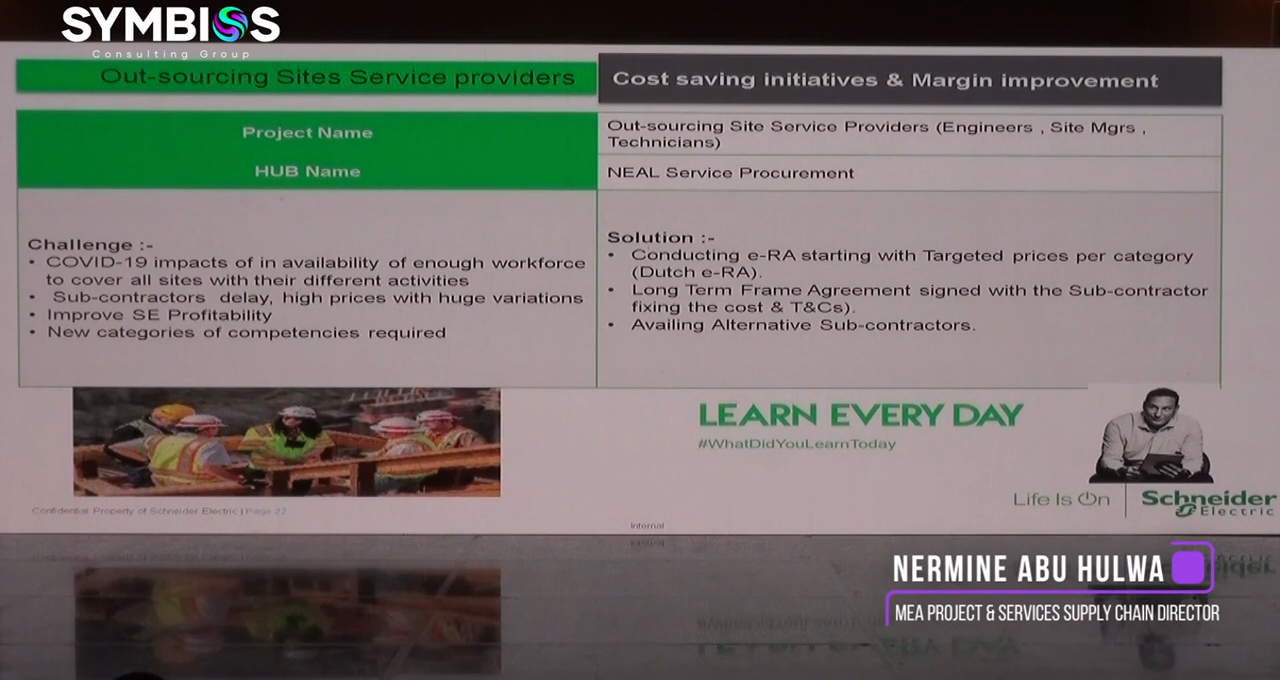 SYMBIOS
Consulting Group
Out-sourcing Sites Service providers
Cost saving initiatives & Margin improvement
Project Name
Out-sourcing Site Service Providers (Engineers , Site Mgrs ,
Technicians)
HUB Name
NEAL Service Procurement
Challenge :-
• COVID-19 impacts of in availability of enough workforce
to cover all sites with their different activities
• Sub-contractors delay, high prices with huge variations
• Improve SE Profitability
• New categories of competencies required
Solution :-
• Conducting e-RA starting with Targeted prices per category
(Dutch e-RA).
• Long Term Frame Agreement signed with the Sub-contractor
fixing the cost & T&Cs).
• Availing Alternative Sub-contractors.
LEARN EVERY DAY
#WhatDidYouLearnToday
Life Is On
Schneider
Electric
Confidential Property of Schneider Electric | Page 22
Internal
NERMINE ABU HULWA
MEA PROJECT & SERVICES SUPPLY CHAIN DIRECTOR